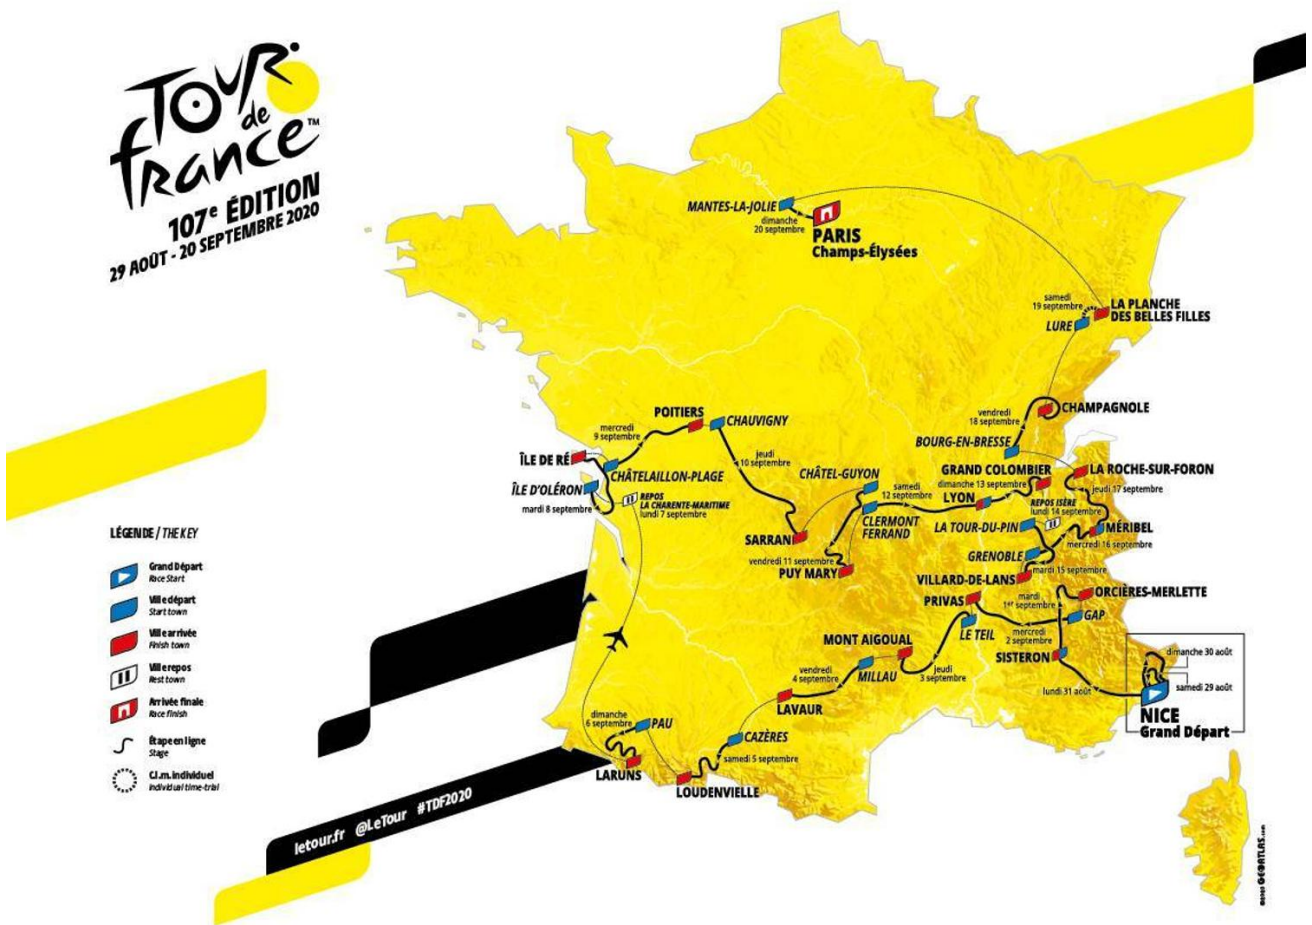 TOUR
de
france™
107e ÉDITION
29 AOÛT - 20 SEPTEMBRE 2020
MANTES-LA-JOLIE
dimanche
20 septembre
PARIS
Champs-Élysées
samedi
19 septembre
LA PLANCHE
DES BELLES FILLES
LURE
vendredi
18 septembre
CHAMPAGNOLE
BOURG-EN-BRESSE
POITIERS
CHAUVIGNY
mercredi
9 septembre
jeudi
10 septembre
ÎLE DE RÉ
CHÂTELAILLON-PLAGE
ÎLE D'OLÉRON
mardi 8 septembre
REPOS
LA CHARENTE-MARITIME
lundi 7 septembre
CHÂTEL-GUYON
samedi
12 septembre
CLERMONT
FERRAND
SARRAN
vendredi 11 septembre
PUY MARY
GRAND COLOMBIER
dimanche 13 septembre
LYON
LA ROCHE-SUR-FORON
jeudi 17 septembre
REPOS ISÈRE
lundi 14 septembre
LA TOUR-DU-PIN
MÉRIBEL
mercredi 16 septembre
GRENOBLE
mardi 15 septembre
VILLARD-DE-LANS
ORCIÈRES-MERLETTE
mardi
1er septembre
PRIVAS
GAP
mercredi
2 septembre
LE TEIL
SISTERON
MONT AIGOUAL
jeudi
3 septembre
MILLAU
vendredi
4 septembre
LAVAUR
lundi 31 août
dimanche 30 août
samedi 29 août
NICE
Grand Départ
dimanche
6 septembre
PAU
CAZÈRES
samedi 5 septembre
LARUNS
LOUDENVIELLE
LÉGENDE / THE KEY
Grand Départ
Race Start
Ville départ
Start town
Ville arrivée
Finish town
Ville repos
Rest town
Arrivée finale
Race finish
Étape en ligne
Stage
C.l.m. individuel
Individual time-trial
letour.fr @LeTour #TDF2020
GEOATLAS.com